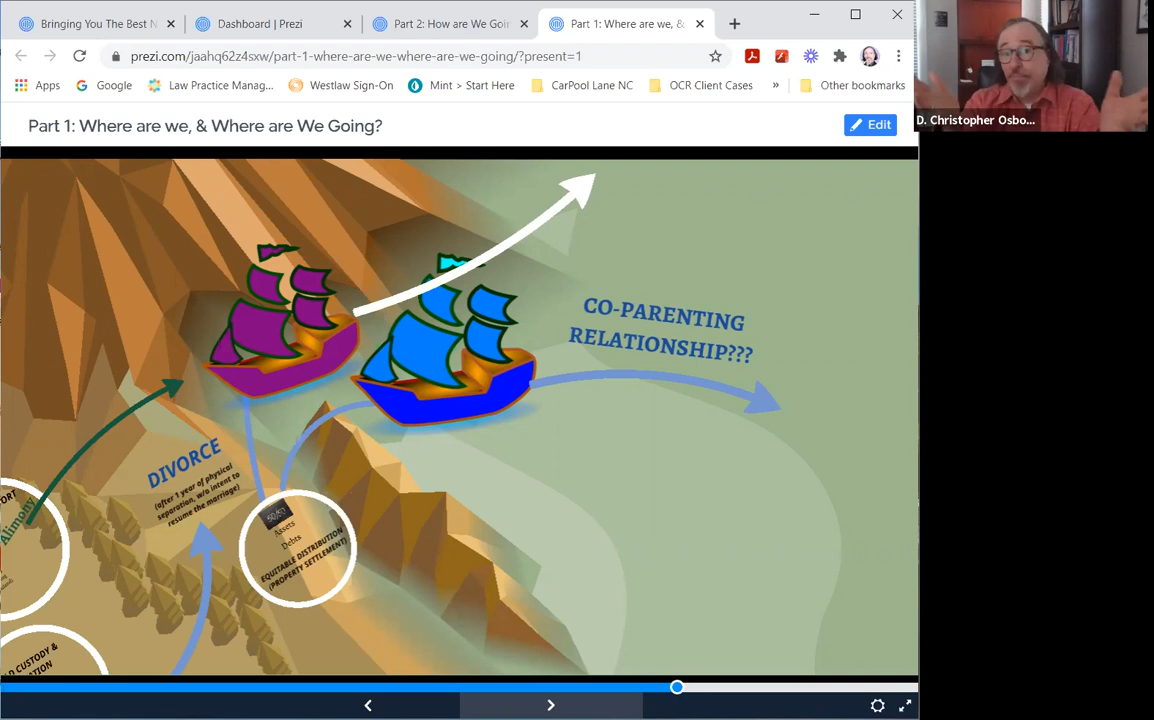 Bringing You The Best N
Dashboard | Prezi
Part 2: How are We Goir
Part 1: Where are we, &
prezi.com/jaahq62z4sxw/part-1-where-are-we-where-are-we-going/?present=1
Apps
Google
Law Practice Manag...
Westlaw Sign-On
Mint > Start Here
CarPool Lane NC
OCR Client Cases
»
Other bookmarks
D. Christopher Osbo...
Part 1: Where are we, & Where are We Going?
Edit
CO-PARENTING
RELATIONSHIP???
DIVORCE
(after 1 year of physical
separation, w/o intent to
resume the marriage)
Alimony
50/50
Assets
Debts
EQUITABLE DISTRIBUTION
(PROPERTY SETTLEMENT)
CUSTODY &